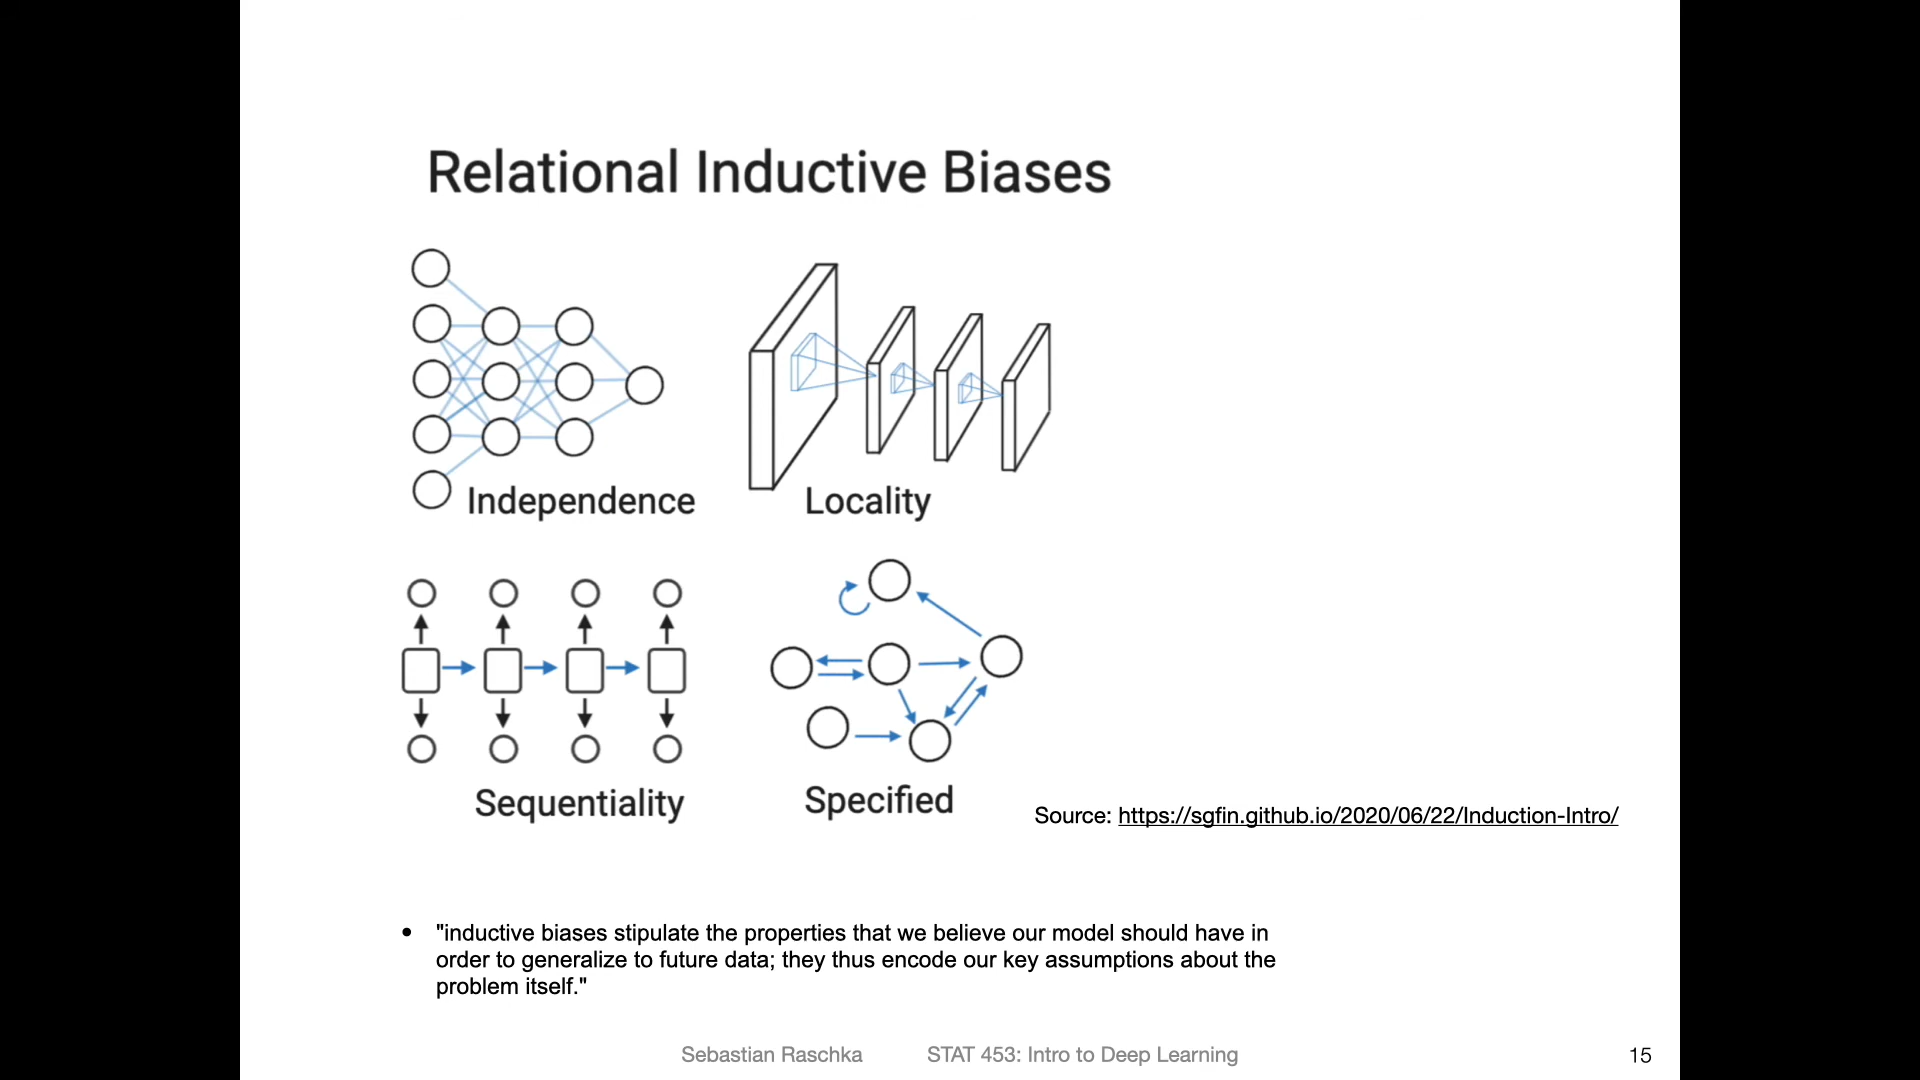 Relational Inductive Biases
Independence
Locality
Sequentiality
Specified
Source: https://sgfin.github.io/2020/06/22/Induction-Intro/
• "inductive biases stipulate the properties that we believe our model should have in
order to generalize to future data; they thus encode our key assumptions about the
problem itself."
Sebastian Raschka
STAT 453: Intro to Deep Learning
15